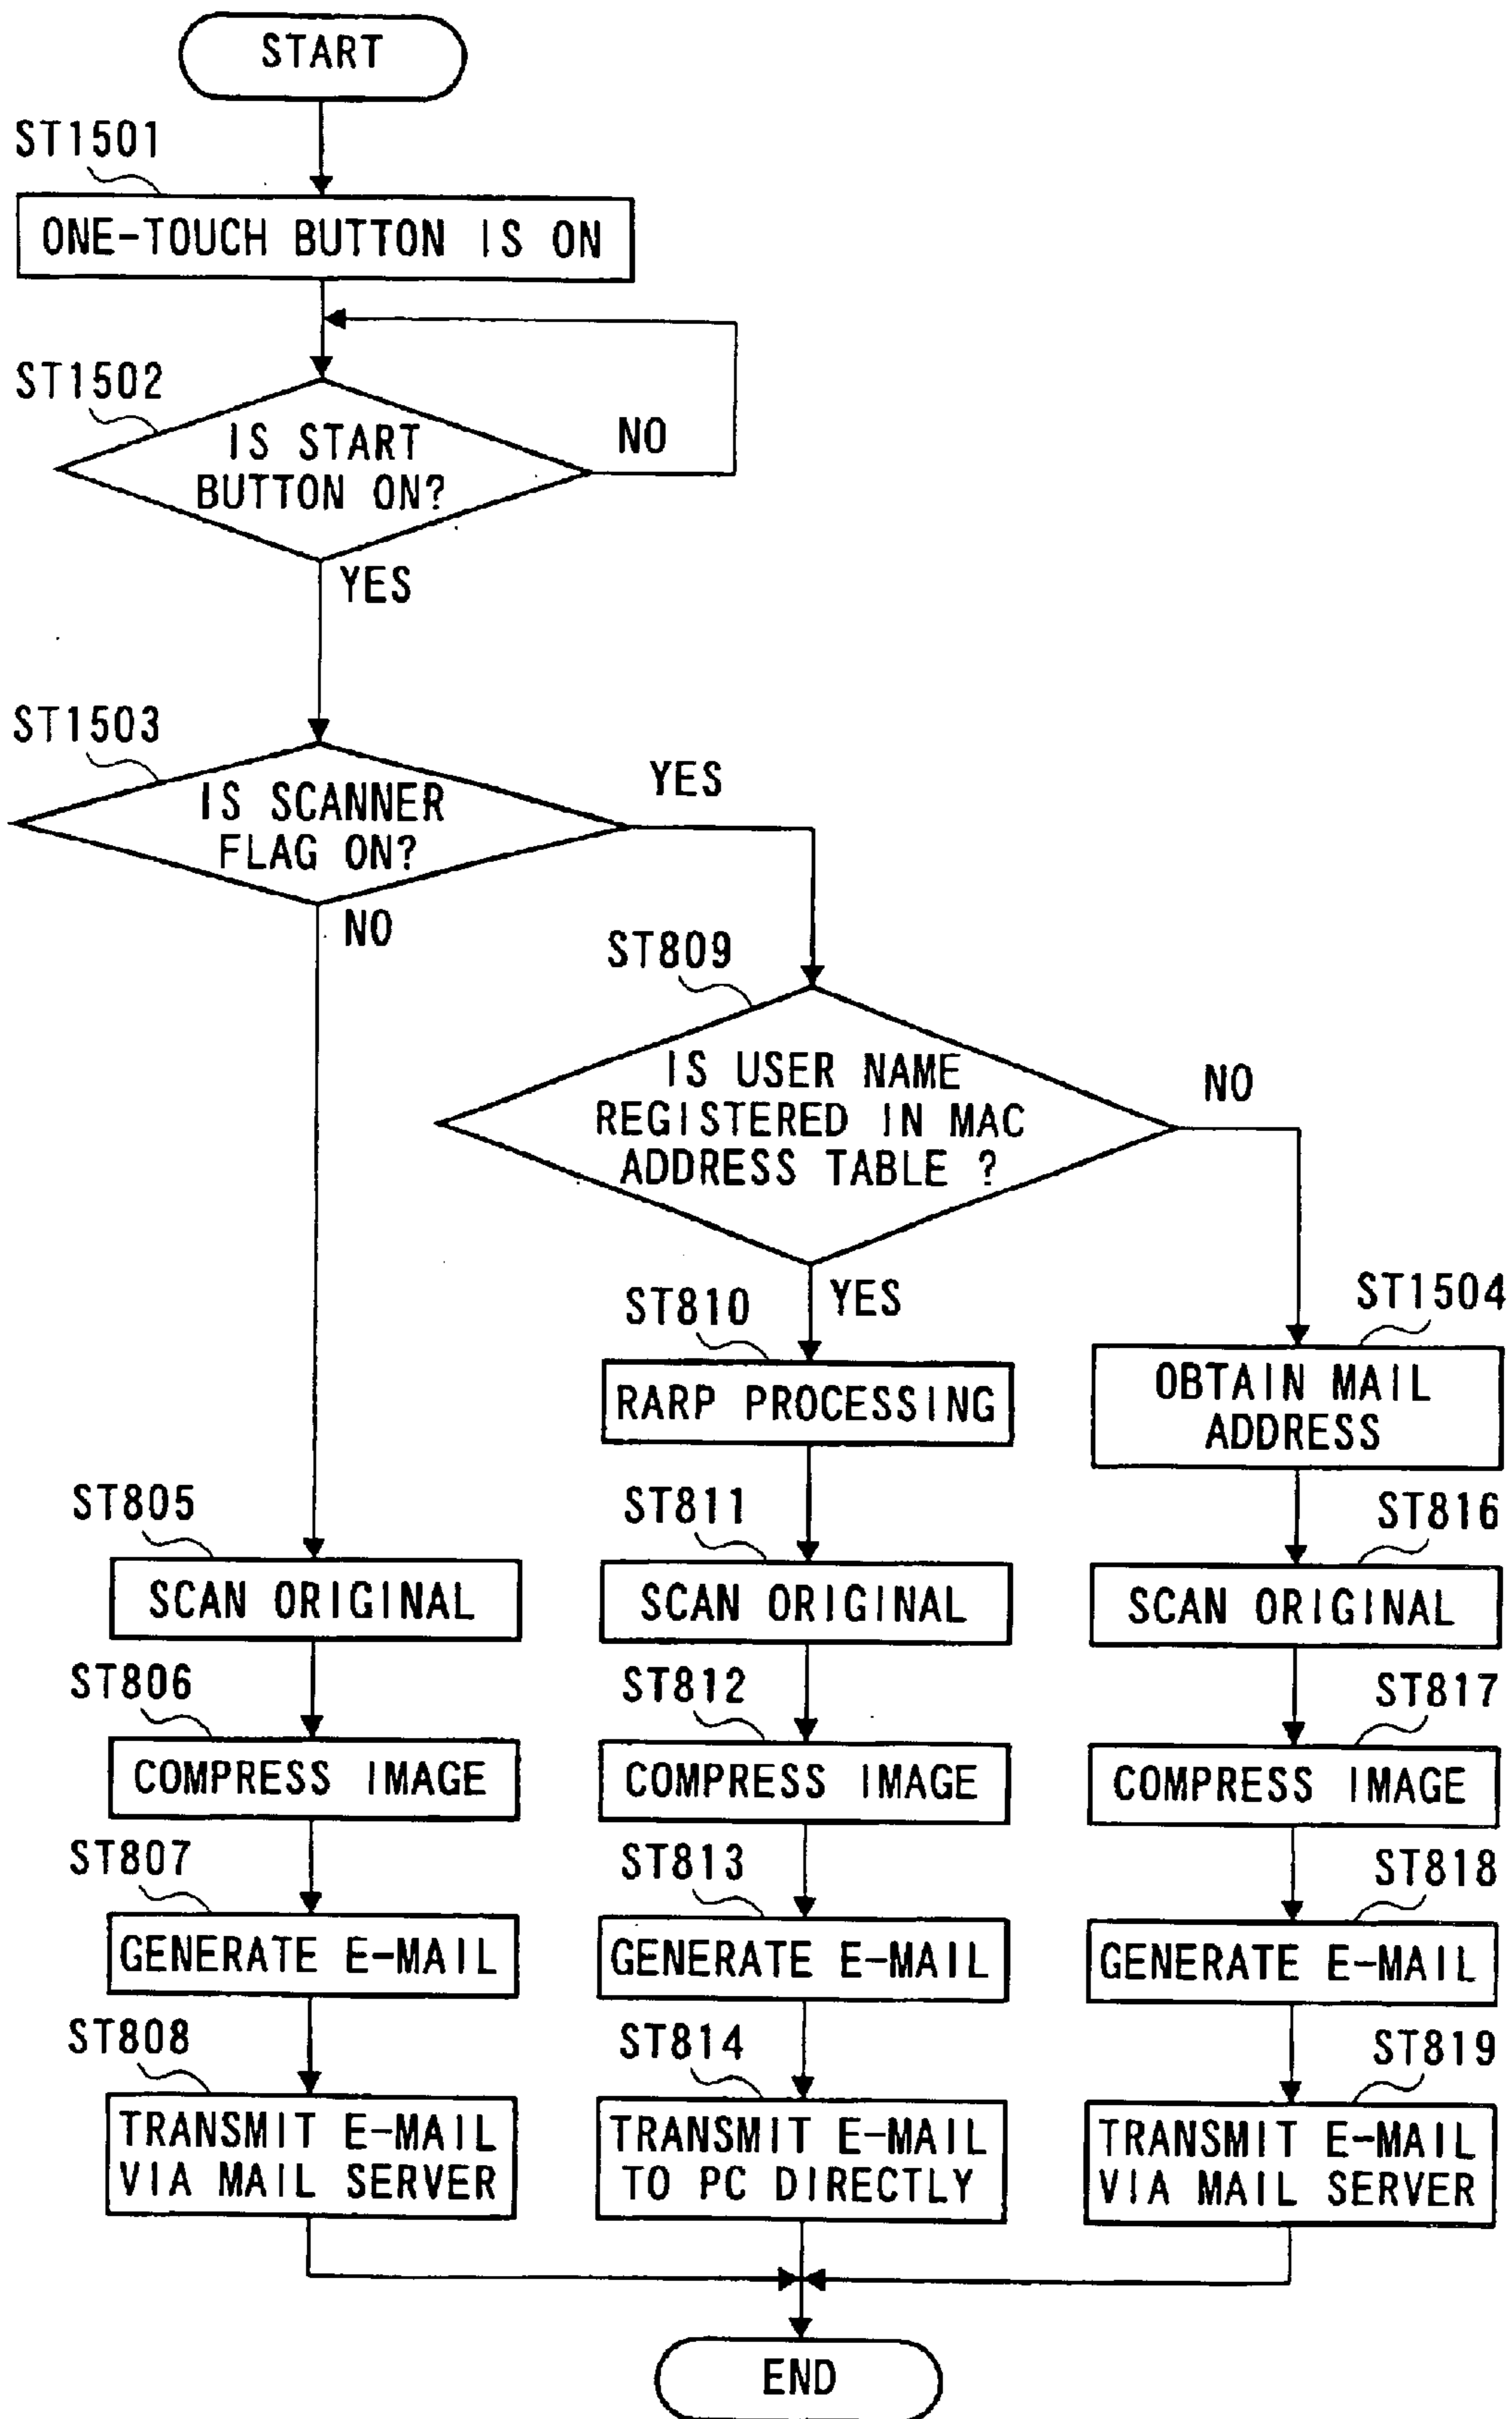 START
ST1501
ONE-TOUCH BUTTON IS ON
ST1502
IS START
BUTTON ON?
NO
YES
ST1503
IS SCANNER
FLAG ON?
YES
NO
ST809
IS USER NAME
REGISTERED IN MAC
ADDRESS TABLE ?
NO
YES
ST810
RARP PROCESSING
ST1504
OBTAIN MAIL
ADDRESS
ST805
SCAN ORIGINAL
ST811
SCAN ORIGINAL
ST816
SCAN ORIGINAL
ST806
COMPRESS IMAGE
ST812
COMPRESS IMAGE
ST817
COMPRESS IMAGE
ST807
GENERATE E-MAIL
ST813
GENERATE E-MAIL
ST818
GENERATE E-MAIL
ST808
TRANSMIT E-MAIL
VIA MAIL SERVER
ST814
TRANSMIT E-MAIL
TO PC DIRECTLY
ST819
TRANSMIT E-MAIL
VIA MAIL SERVER
END